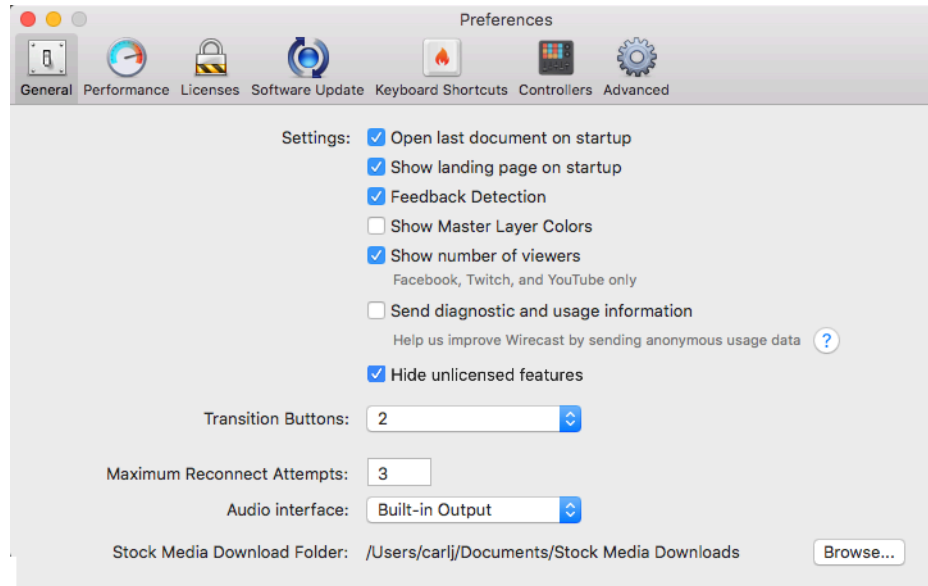 Preferences
General Performance Licenses Software Update Keyboard Shortcuts Controllers Advanced
Settings: Open last document on startup
Show landing page on startup
Feedback Detection
Show Master Layer Colors
Show number of viewers
Facebook, Twitch, and YouTube only
Send diagnostic and usage information
Help us improve Wirecast by sending anonymous usage data ?
Hide unlicensed features
Transition Buttons: 2
Maximum Reconnect Attempts: 3
Audio interface: Built-in Output
Stock Media Download Folder: /Users/carlj/Documents/Stock Media Downloads Browse...